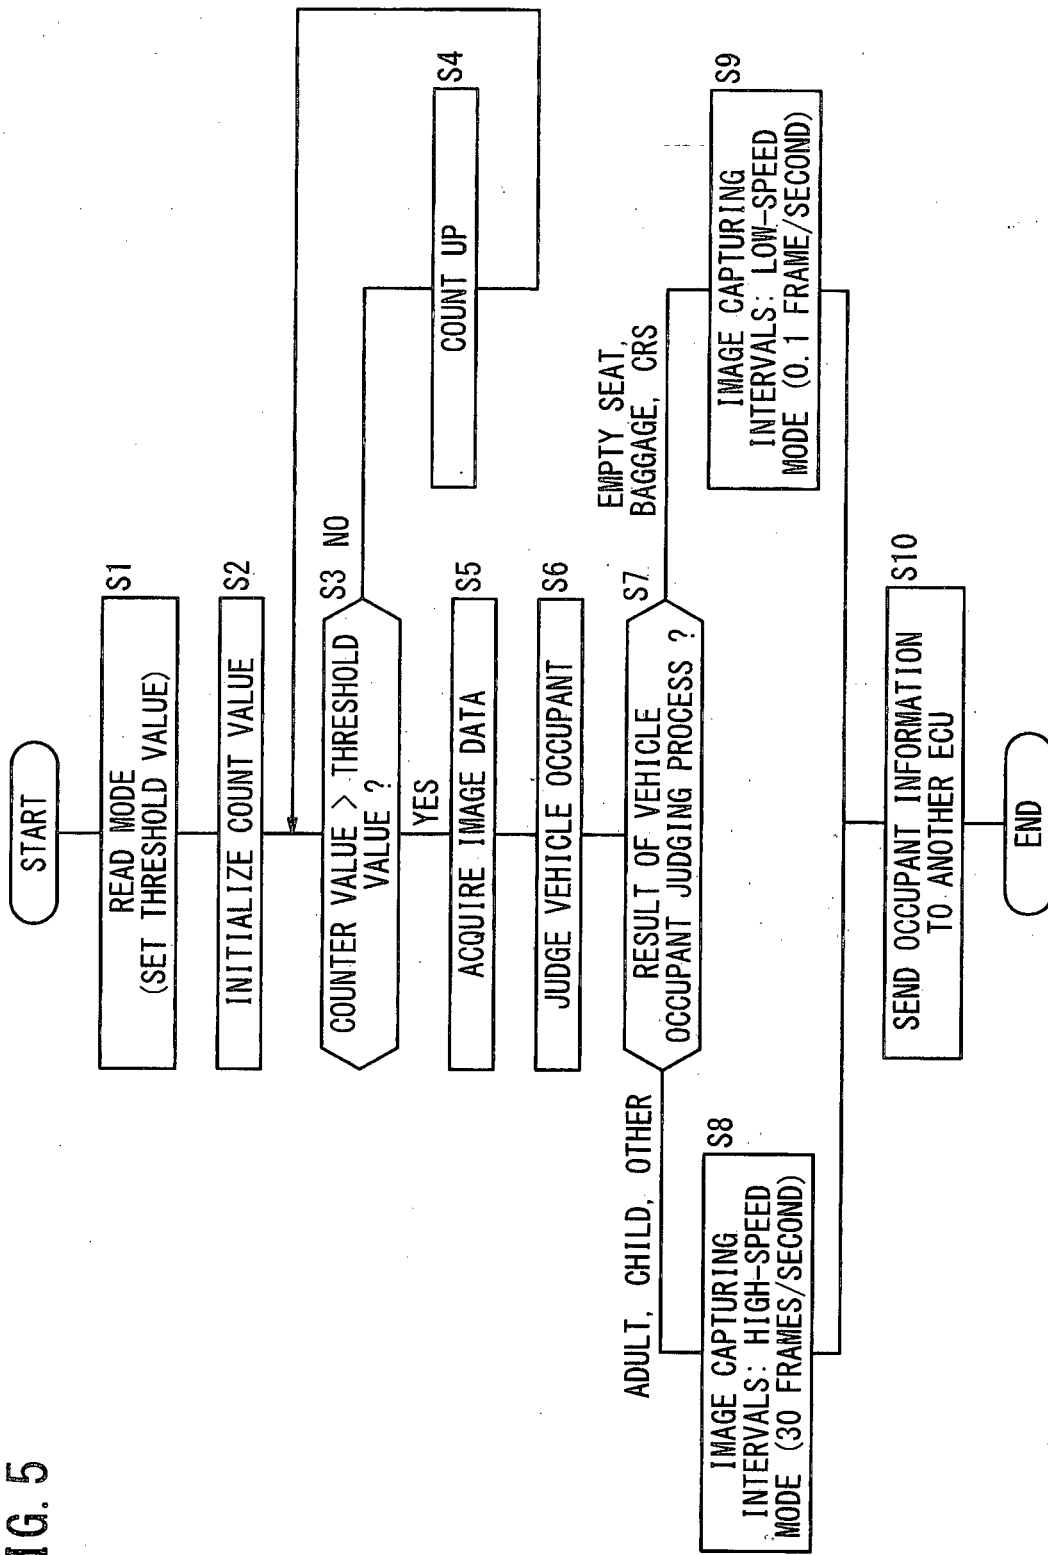 IG. 5
START
READ MODE
(SET THRESHOLD VALUE)
S1
INITIALIZE COUNT VALUE
S2
COUNTER VALUE > THRESHOLD
VALUE ?
S3
NO
YES
COUNT UP
S4
ACQUIRE IMAGE DATA
S5
JUDGE VEHICLE OCCUPANT
S6
RESULT OF VEHICLE
OCCUPANT JUDGING PROCESS ?
S7
ADULT, CHILD, OTHER
EMPTY SEAT,
BAGGAGE, CRS
IMAGE CAPTURING
INTERVALS: HIGH-SPEED
MODE (30 FRAMES/SECOND)
S8
IMAGE CAPTURING
INTERVALS: LOW-SPEED
MODE (0.1 FRAME/SECOND)
S9
SEND OCCUPANT INFORMATION
TO ANOTHER ECU
S10
END